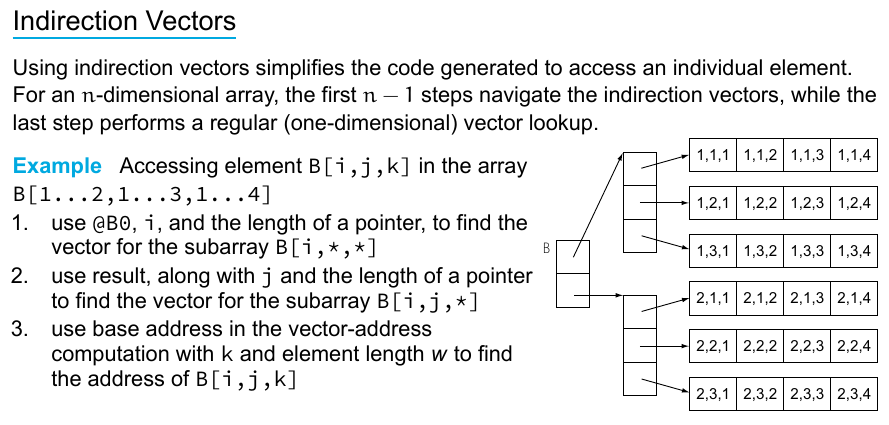 Indirection Vectors
Using indirection vectors simplifies the code generated to access an individual element.
For an n-dimensional array, the first n − 1 steps navigate the indirection vectors, while the
last step performs a regular (one-dimensional) vector lookup.
Example Accessing element B[i,j,k] in the array
B[1...2,1...3,1...4]
1. use @B0, i, and the length of a pointer, to find the
vector for the subarray B[i,*,*]
2. use result, along with j and the length of a pointer
to find the vector for the subarray B[i,j,*]
3. use base address in the vector-address
computation with k and element length w to find
the address of B[i,j,k]
B
1,1,1 1,1,2 1,1,3 1,1,4
1,2,1 1,2,2 1,2,3 1,2,4
1,3,1 1,3,2 1,3,3 1,3,4
2,1,1 2,1,2 2,1,3 2,1,4
2,2,1 2,2,2 2,2,3 2,2,4
2,3,1 2,3,2 2,3,3 2,3,4